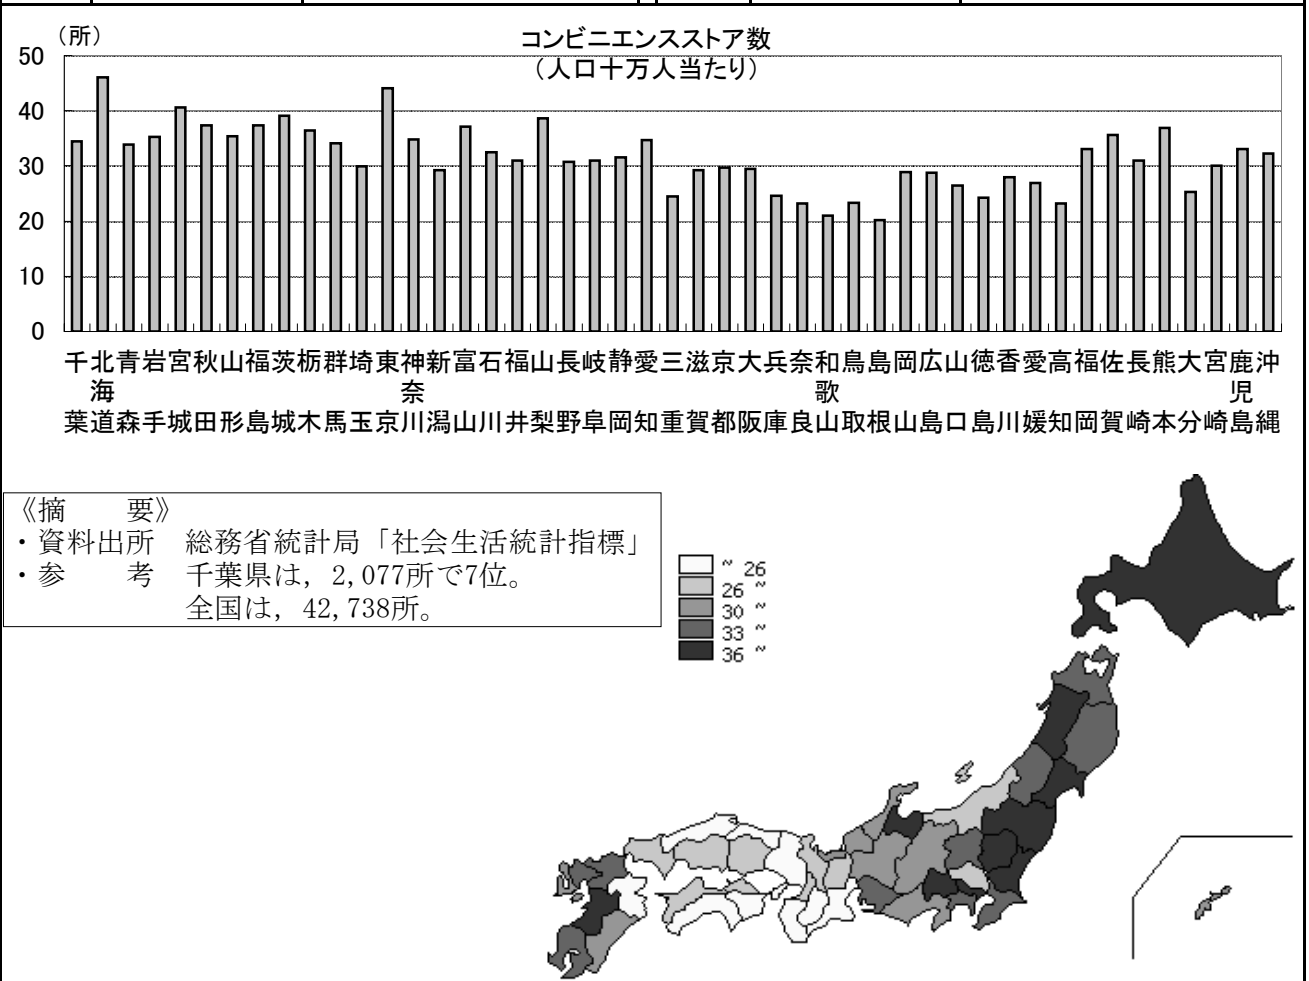 （所）
コンビニエンスストア数
（人口十万人当たり）
50
40
30
20
10
0
千葉 北海道 青森 岩手 宮城 秋田 山形 福島 茨城 栃木 群馬 埼玉 東京 神奈川 新潟 富山 石川 福井 山梨 長野 岐阜 静岡 愛知 三重 滋賀 京都 大阪 兵庫 奈良 和歌山 鳥取 島根 岡山 広島 山口 徳島 香川 愛媛 高知 福岡 佐賀 長崎 熊本 大分 宮崎 鹿児島 沖縄
《摘　　要》
・資料出所　総務省統計局「社会生活統計指標」
・参　　考　千葉県は，2,077所で7位。
全国は，42,738所。
~ 26
26 ~
30 ~
33 ~
36 ~